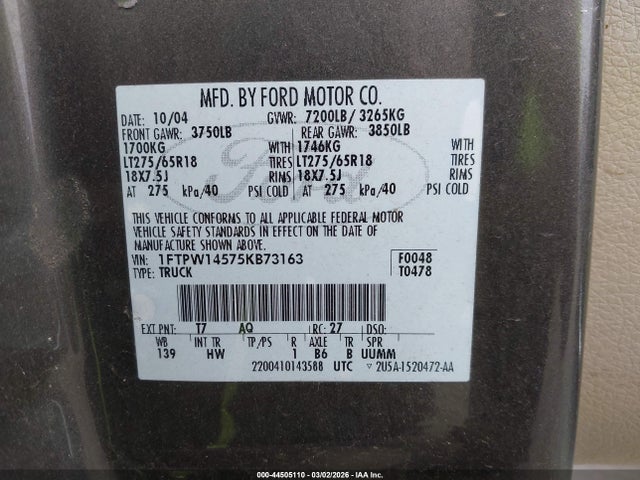 MFD. BY FORD MOTOR CO.
DATE: 10/04 GVWR: 7200LB/ 3265KG
FRONT GAWR: 3750LB REAR GAWR: 3850LB
1700KG WITH 1746KG WITH
LT275/65R18 TIRES LT275/65R18 TIRES
18X7.5J RIMS 18X7.5J RIMS
AT 275 kPa/40 PSI COLD AT 275 kPa/40 PSI COLD
Ford
THIS VEHICLE CONFORMS TO ALL APPLICABLE FEDERAL MOTOR
VEHICLE SAFETY STANDARDS IN EFFECT ON THE DATE OF
MANUFACTURE SHOWN ABOVE.
VIN: 1FTPW14575KB73163 F0048
TYPE: TRUCK T0478
EXT PNT: T7 AQ RC: 27 DSO:
WB INT TR TP/PS R AXLE TR SPR
139 HW 1 B6 B UUMM
2200410143588 UTC ▽ 2U5A-1520472-AA
000-44505110 - 03/02/2026 - IAA Inc.